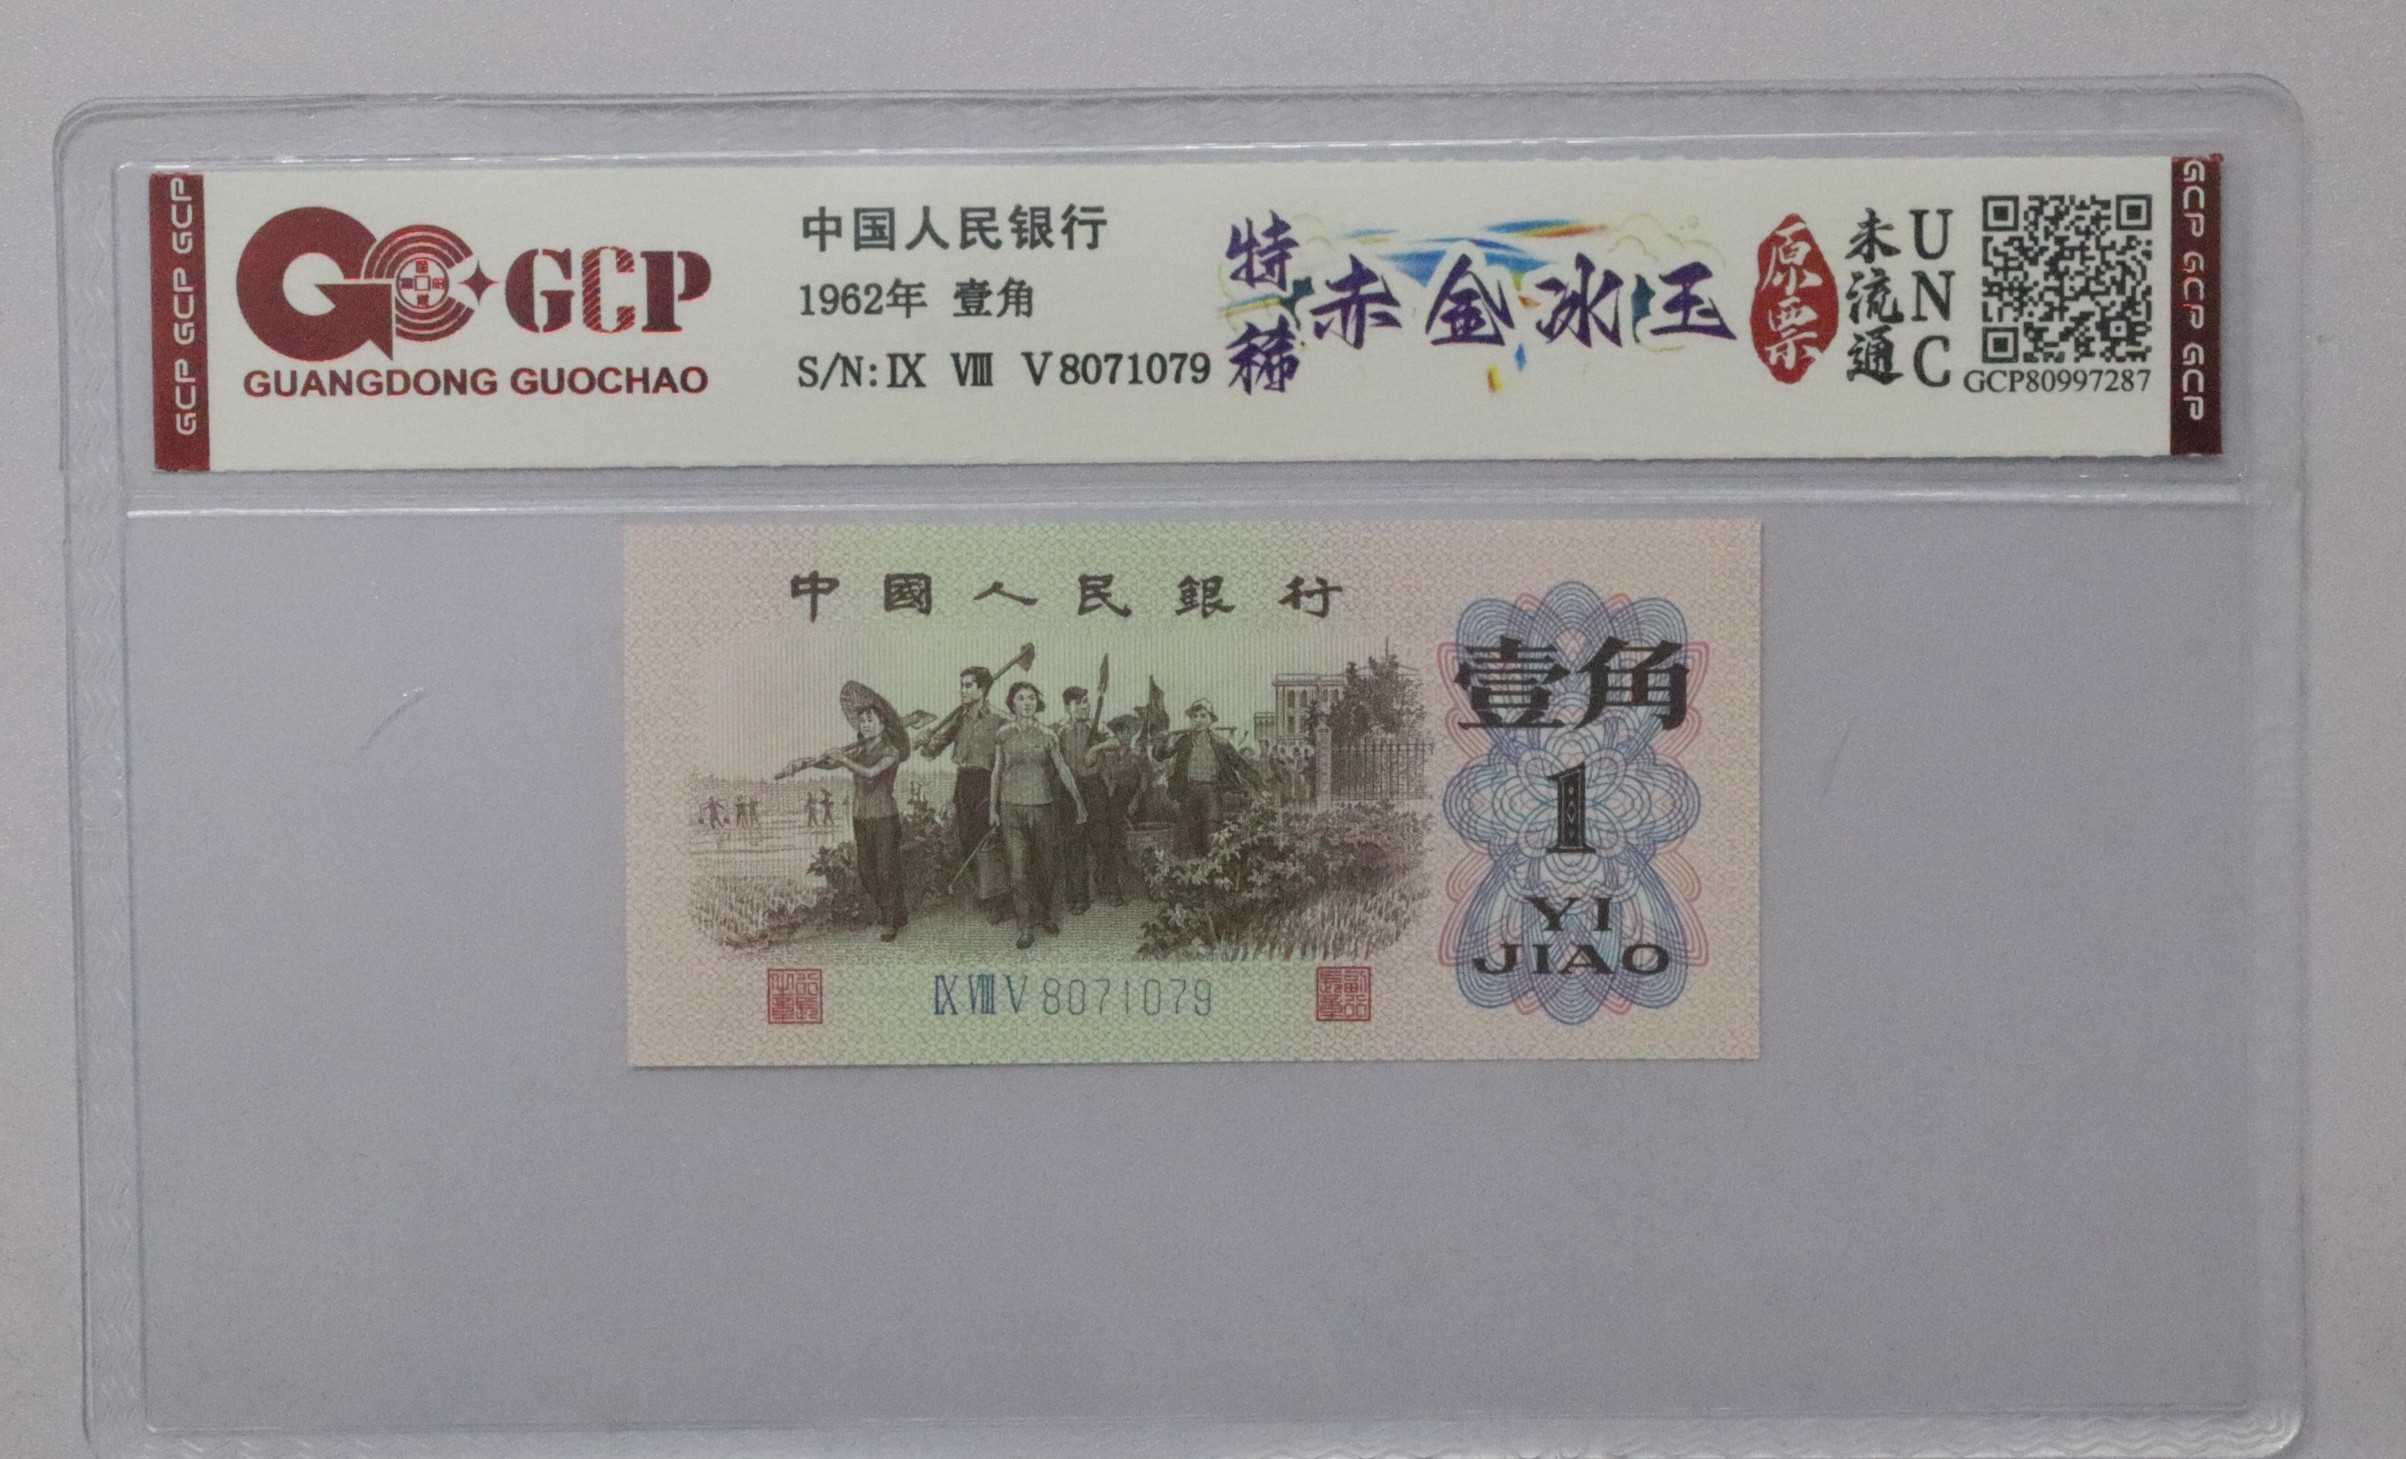 GCP GCP GCP
GCP
GUANGDONG GUOCHAO
中国人民银行
1962年 壹角
S/N: IX VIII V 8071079
特稀
赤金冰玉
原票
未流通
UNC
GCP80997287
GCP GCP GCP
中國人民銀行
壹角
1
YI
JIAO
IX VIII V 8071079